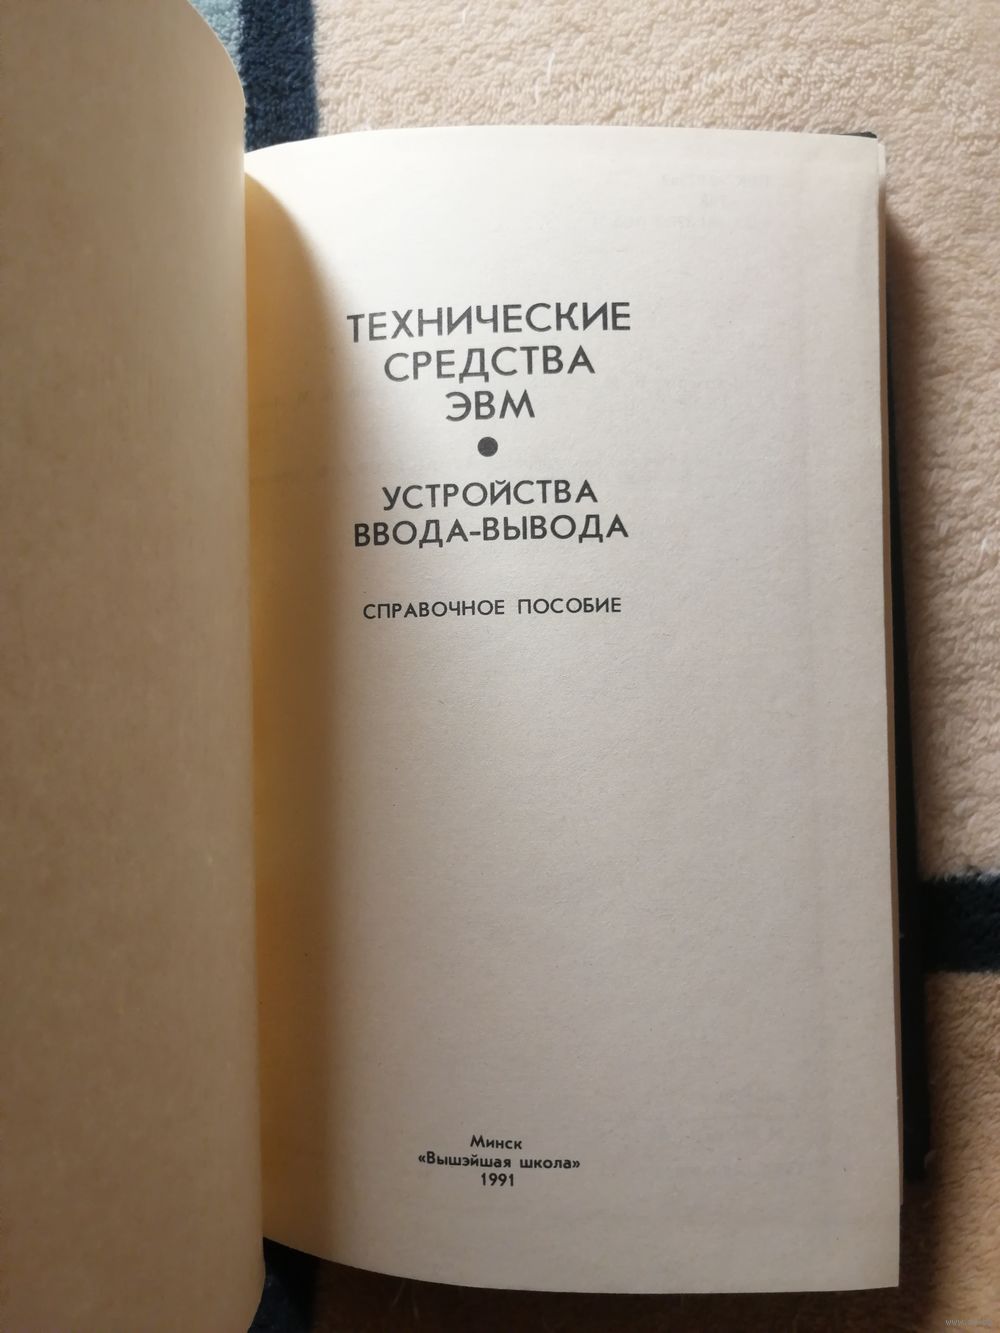 ТЕХНИЧЕСКИЕ
СРЕДСТВА
ЭВМ
●
УСТРОЙСТВА
ВВОДА-ВЫВОДА
СПРАВОЧНОЕ ПОСОБИЕ
Минск
«Вышэйшая школа»
1991